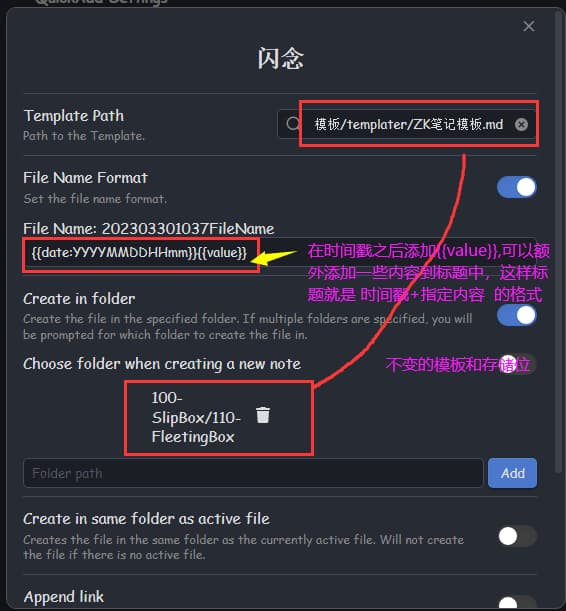 QuickAdd Settings
闪念
Template Path
Path to the Template.
模板/templater/ZK笔记模板.md
File Name Format
Set the file name format.
File Name: 202303301037FileName
{{date:YYYYMMDDHHmm}}{{value}}
在时间戳之后添加{{value}},可以额
外添加一些内容到标题中，这样标
题就是 时间戳+指定内容 的格式
Create in folder
Create the file in the specified folder. If multiple folders are specified, you will
be prompted for which folder to create the file in.
Choose folder when creating a new note
不变的模板和存储位
100-
SlipBox/110-
FleetingBox
Folder path
Add
Create in same folder as active file
Creates the file in the same folder as the currently active file. Will not create
the file if there is no active file.
Append link